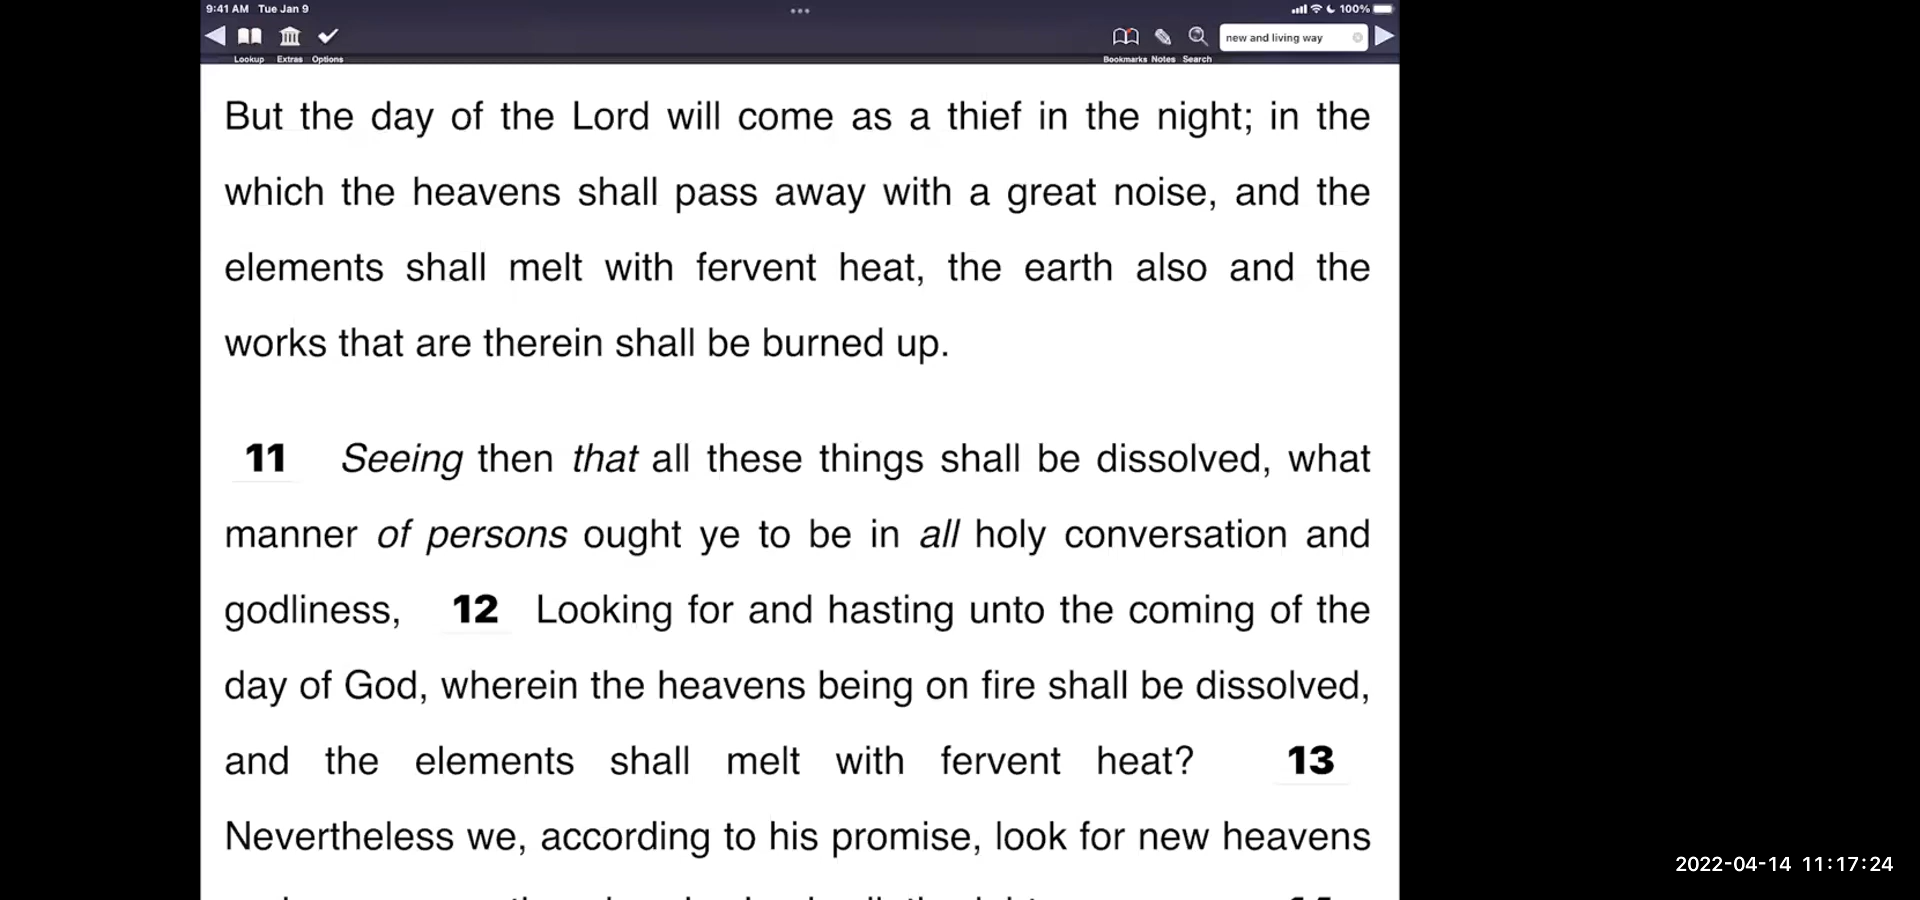 9:41 AM Tue Jan 9
100%
Lookup Extras Options
Bookmarks Notes Search
new and living way
But the day of the Lord will come as a thief in the night; in the
which the heavens shall pass away with a great noise, and the
elements shall melt with fervent heat, the earth also and the
works that are therein shall be burned up.
11 Seeing then that all these things shall be dissolved, what
manner of persons ought ye to be in all holy conversation and
godliness, 12 Looking for and hasting unto the coming of the
day of God, wherein the heavens being on fire shall be dissolved,
and the elements shall melt with fervent heat? 13
Nevertheless we, according to his promise, look for new heavens
2022-04-14 11:17:24